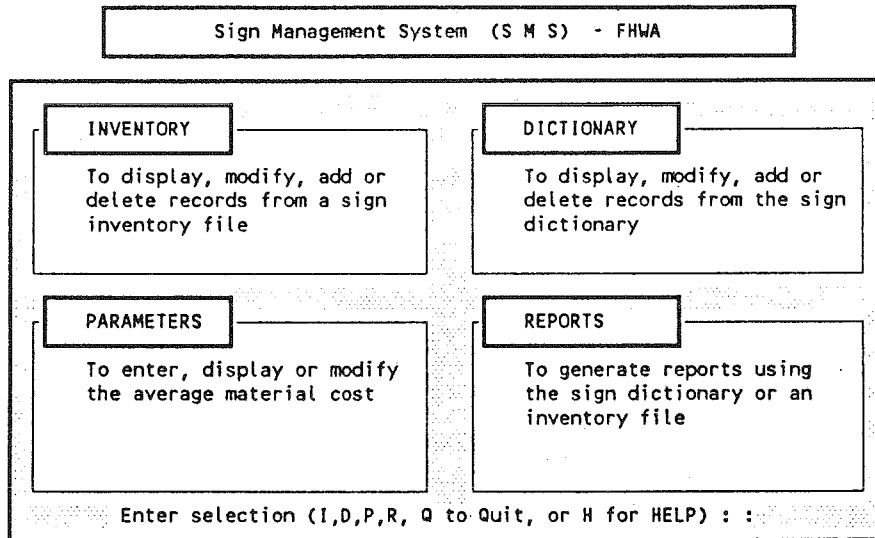 Sign Management System (S M S) - FHWA
INVENTORY
To display, modify, add or
delete records from a sign
inventory file
DICTIONARY
To display, modify, add or
delete records from the sign
dictionary
PARAMETERS
To enter, display or modify
the average material cost
REPORTS
To generate reports using
the sign dictionary or an
inventory file
Enter selection (I,D,P,R, Q to Quit, or H for HELP) : :